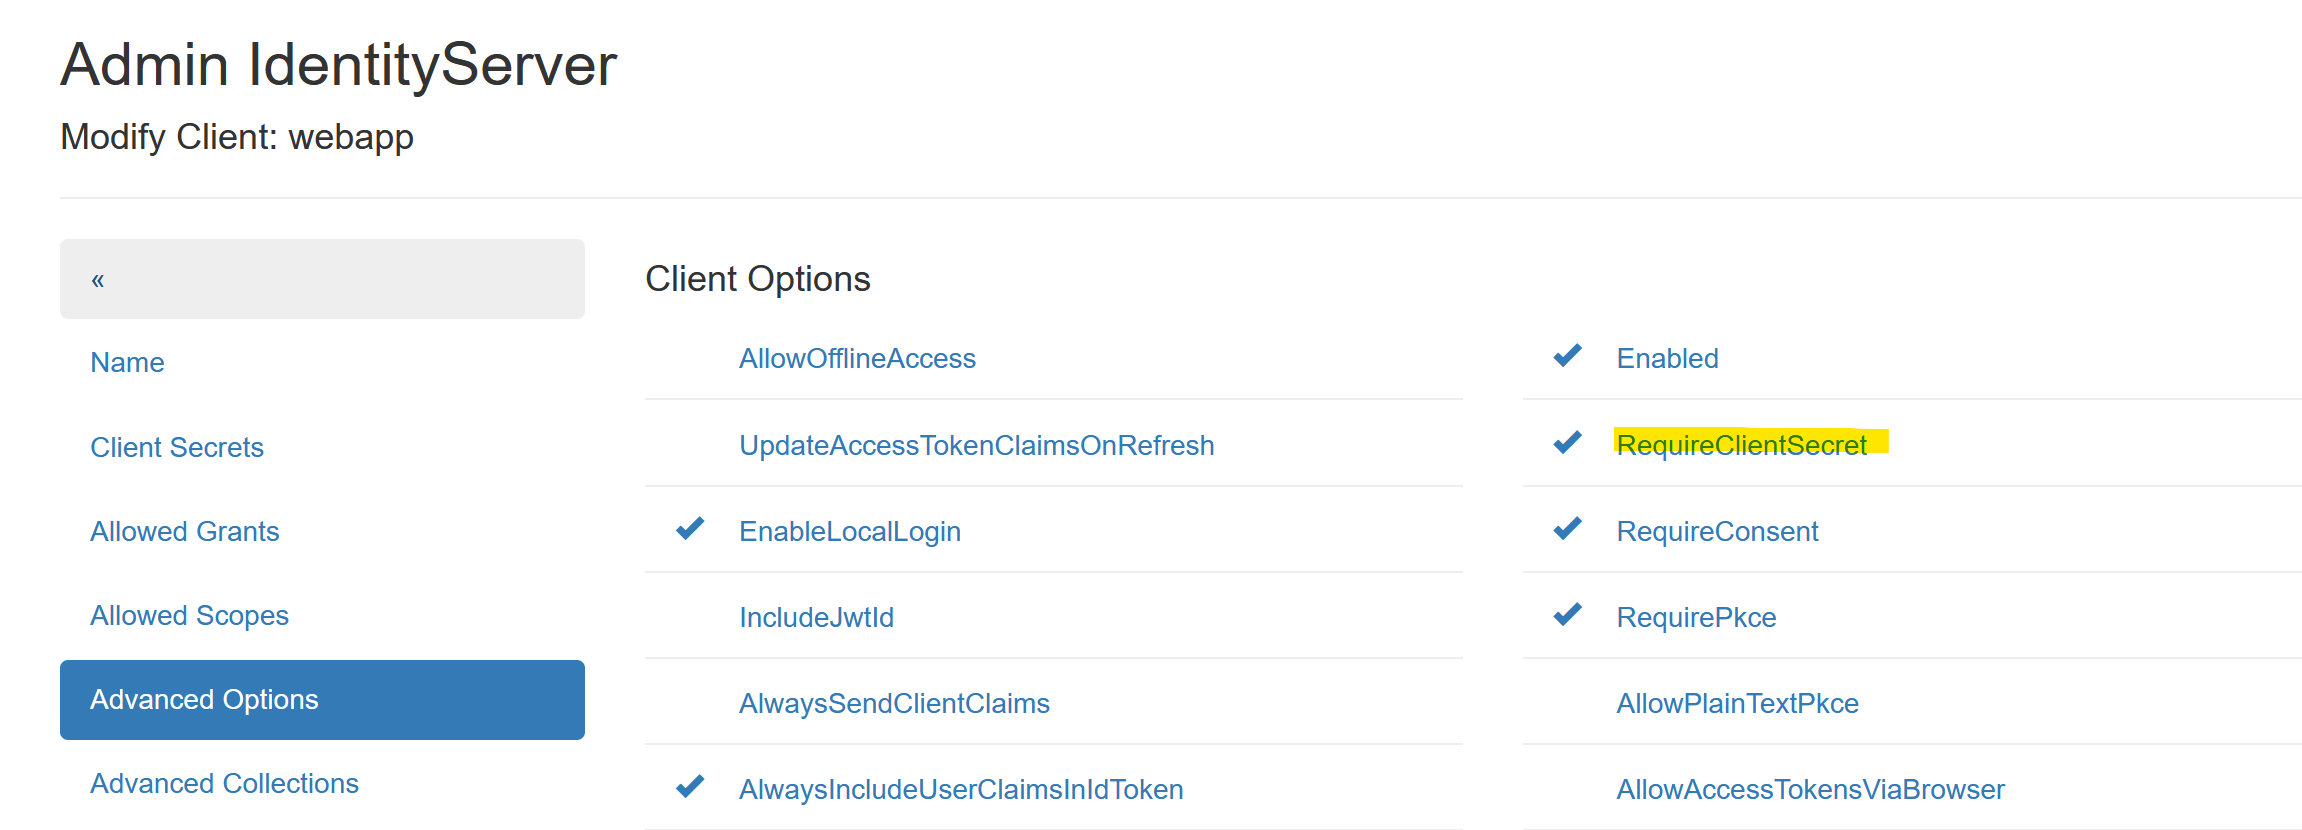 Admin IdentityServer
Modify Client: webapp
«
Name
Client Secrets
Allowed Grants
Allowed Scopes
Advanced Options
Advanced Collections
Client Options
AllowOfflineAccess
UpdateAccessTokenClaimsOnRefresh
EnableLocalLogin
IncludeJwtId
AlwaysSendClientClaims
AlwaysIncludeUserClaimsInIdToken
Enabled
RequireClientSecret
RequireConsent
RequirePkce
AllowPlainTextPkce
AllowAccessTokensViaBrowser